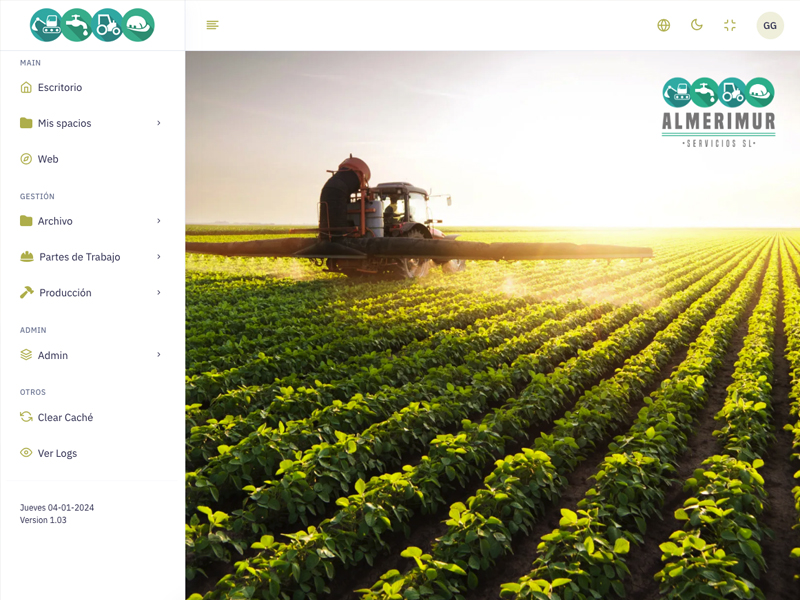 MAIN
Escritorio
Mis spacios
Web
GESTIÓN
Archivo
Partes de Trabajo
Producción
ADMIN
Admin
OTROS
Clear Caché
Ver Logs
Jueves 04-01-2024
Version 1.03
GG
ALMERIMUR
·SERVICIOS SL·